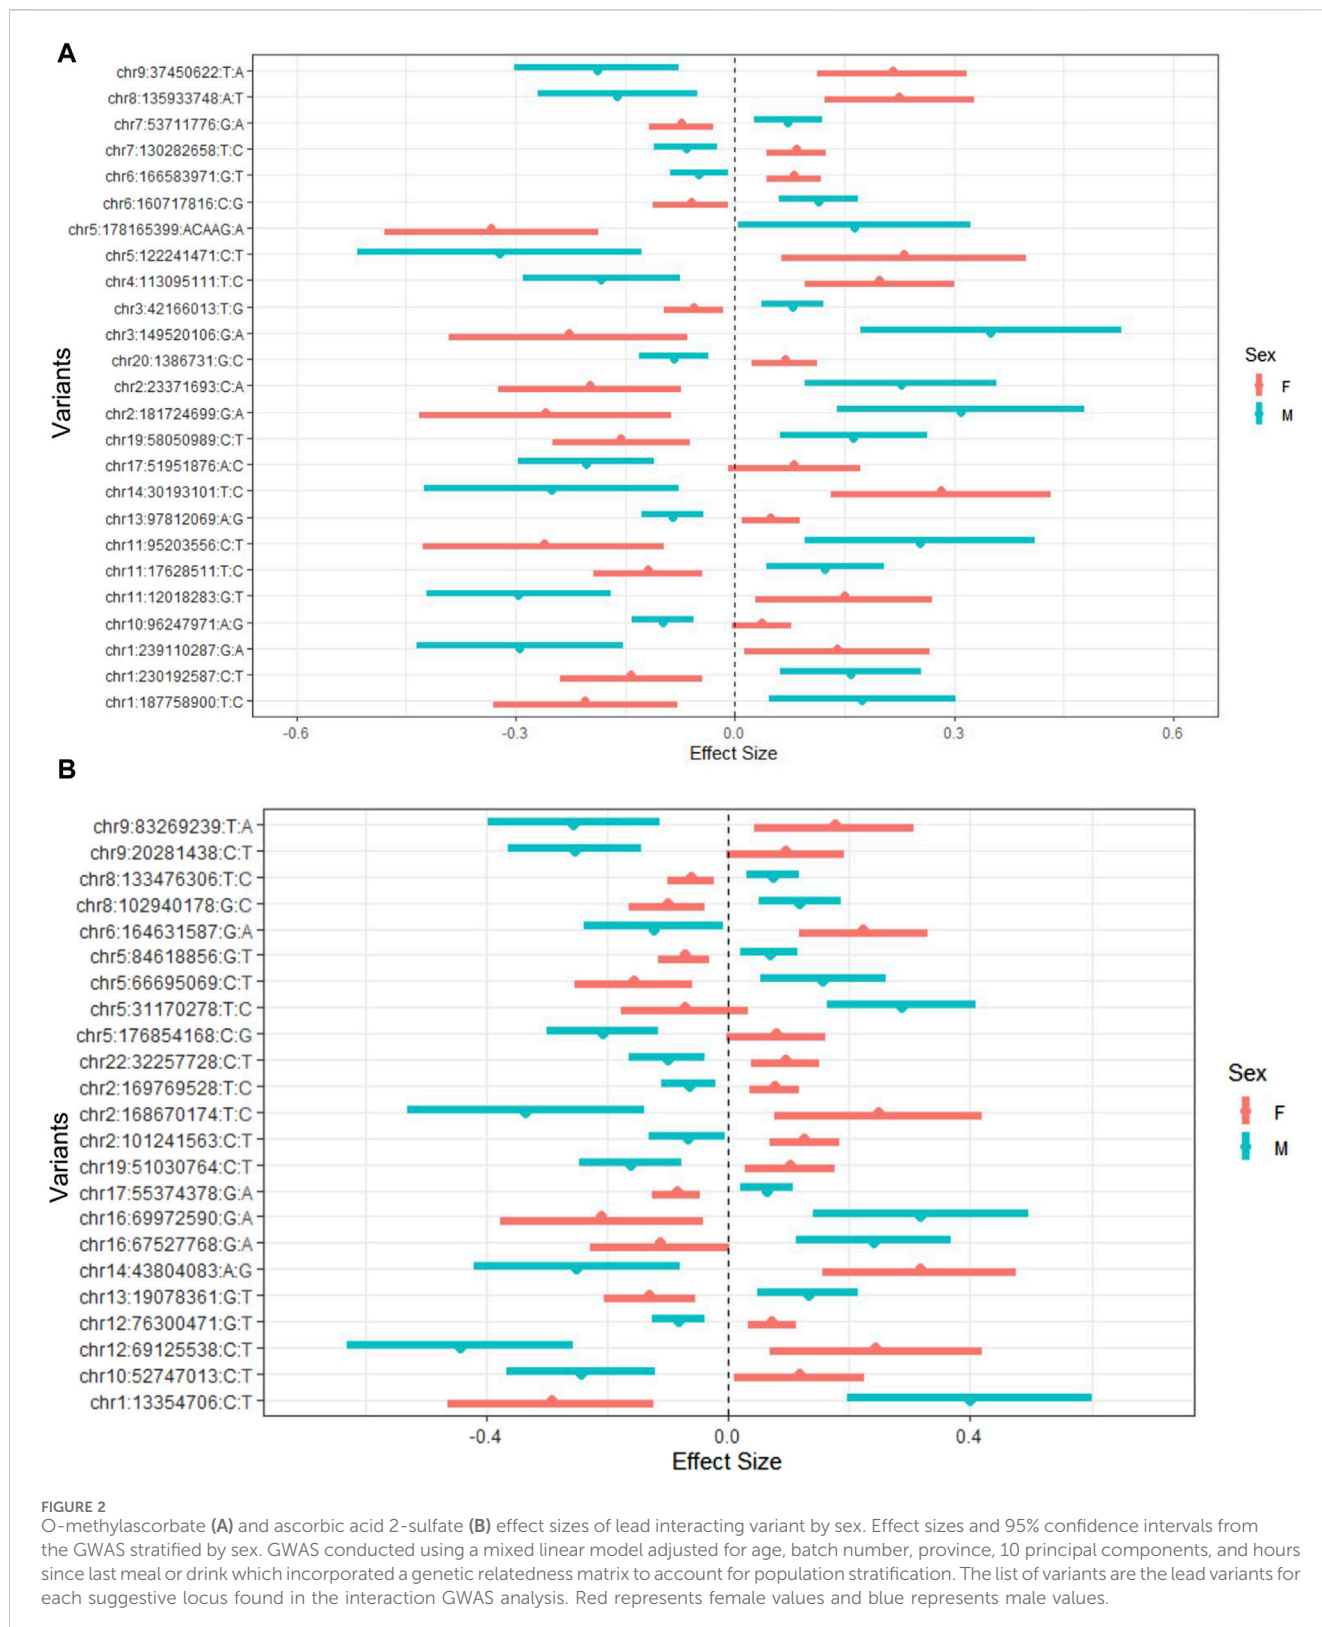 A
chr9:37450622:T:A
chr8:135933748:A:T
chr7:53711776:G:A
chr7:130282658:T:C
chr6:166583971:G:T
chr6:160717816:C:G
chr5:178165399:ACAAG:A
chr5:122241471:C:T
chr4:113095111:T:C
chr3:42166013:T:G
chr3:149520106:G:A
chr20:1386731:G:C
chr2:23371693:C:A
chr2:181724699:G:A
chr19:58050989:C:T
chr17:51951876:A:C
chr14:30193101:T:C
chr13:97812069:A:G
chr11:95203556:C:T
chr11:17628511:T:C
chr11:12018283:G:T
chr10:96247971:A:G
chr1:239110287:G:A
chr1:230192587:C:T
chr1:187758900:T:C
Variants
-0.6 -0.3 0.0 0.3 0.6
Effect Size
Sex
F
M
B
chr9:83269239:T:A
chr9:20281438:C:T
chr8:133476306:T:C
chr8:102940178:G:C
chr6:164631587:G:A
chr5:84618856:G:T
chr5:66695069:C:T
chr5:31170278:T:C
chr5:176854168:C:G
chr22:32257728:C:T
chr2:169769528:T:C
chr2:168670174:T:C
chr2:101241563:C:T
chr19:51030764:C:T
chr17:55374378:G:A
chr16:69972590:G:A
chr16:67527768:G:A
chr14:43804083:A:G
chr13:19078361:G:T
chr12:76300471:G:T
chr12:69125538:C:T
chr10:52747013:C:T
chr1:13354706:C:T
Variants
-0.4 0.0 0.4
Effect Size
Sex
F
M
FIGURE 2
O-methylascorbate (A) and ascorbic acid 2-sulfate (B) effect sizes of lead interacting variant by sex. Effect sizes and 95% confidence intervals from
the GWAS stratified by sex. GWAS conducted using a mixed linear model adjusted for age, batch number, province, 10 principal components, and hours
since last meal or drink which incorporated a genetic relatedness matrix to account for population stratification. The list of variants are the lead variants for
each suggestive locus found in the interaction GWAS analysis. Red represents female values and blue represents male values.